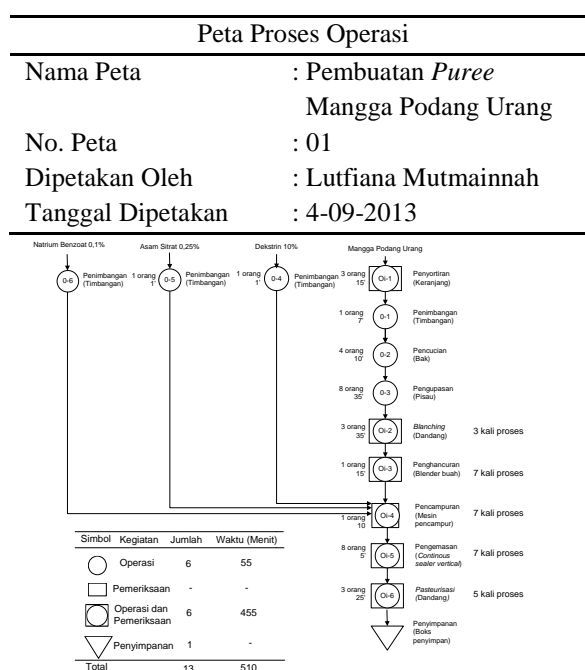 Peta Proses Operasi
Nama Peta : Pembuatan Puree
Mangga Podang Urang
No. Peta : 01
Dipetakan Oleh : Lutfiana Mutmainnah
Tanggal Dipetakan : 4-09-2013
Natrium Benzoat 0,1%
Asam Sitrat 0,25%
Dekstrin 10%
Mangga Podang Urang
0-6
Penimbangan
(Timbangan)
1 orang
1'
0-5
Penimbangan
(Timbangan)
1 orang
1'
0-4
Penimbangan
(Timbangan)
3 orang
15'
Oi-1
Penyortiran
(Keranjang)
1 orang
7'
0-1
Penimbangan
(Timbangan)
4 orang
10'
0-2
Pencucian
(Bak)
8 orang
35'
0-3
Pengupasan
(Pisau)
3 orang
35'
Oi-2
Blanching
(Dandang)
3 kali proses
1 orang
15'
Oi-3
Penghancuran
(Blender buah)
7 kali proses
1 orang
10
Oi-4
Pencampuran
(Mesin
pencampur)
7 kali proses
8 orang
5'
Oi-5
Pengemasan
(Continous
sealer vertical)
7 kali proses
3 orang
25'
Oi-6
Pasteurisasi
(Dandang)
5 kali proses
Penyimpanan
(Boks
penyimpan)
Simbol Kegiatan Jumlah Waktu (Menit)
Operasi 6 55
Pemeriksaan - -
Operasi dan
Pemeriksaan 6 455
Penyimpanan 1 -
Total 13 510